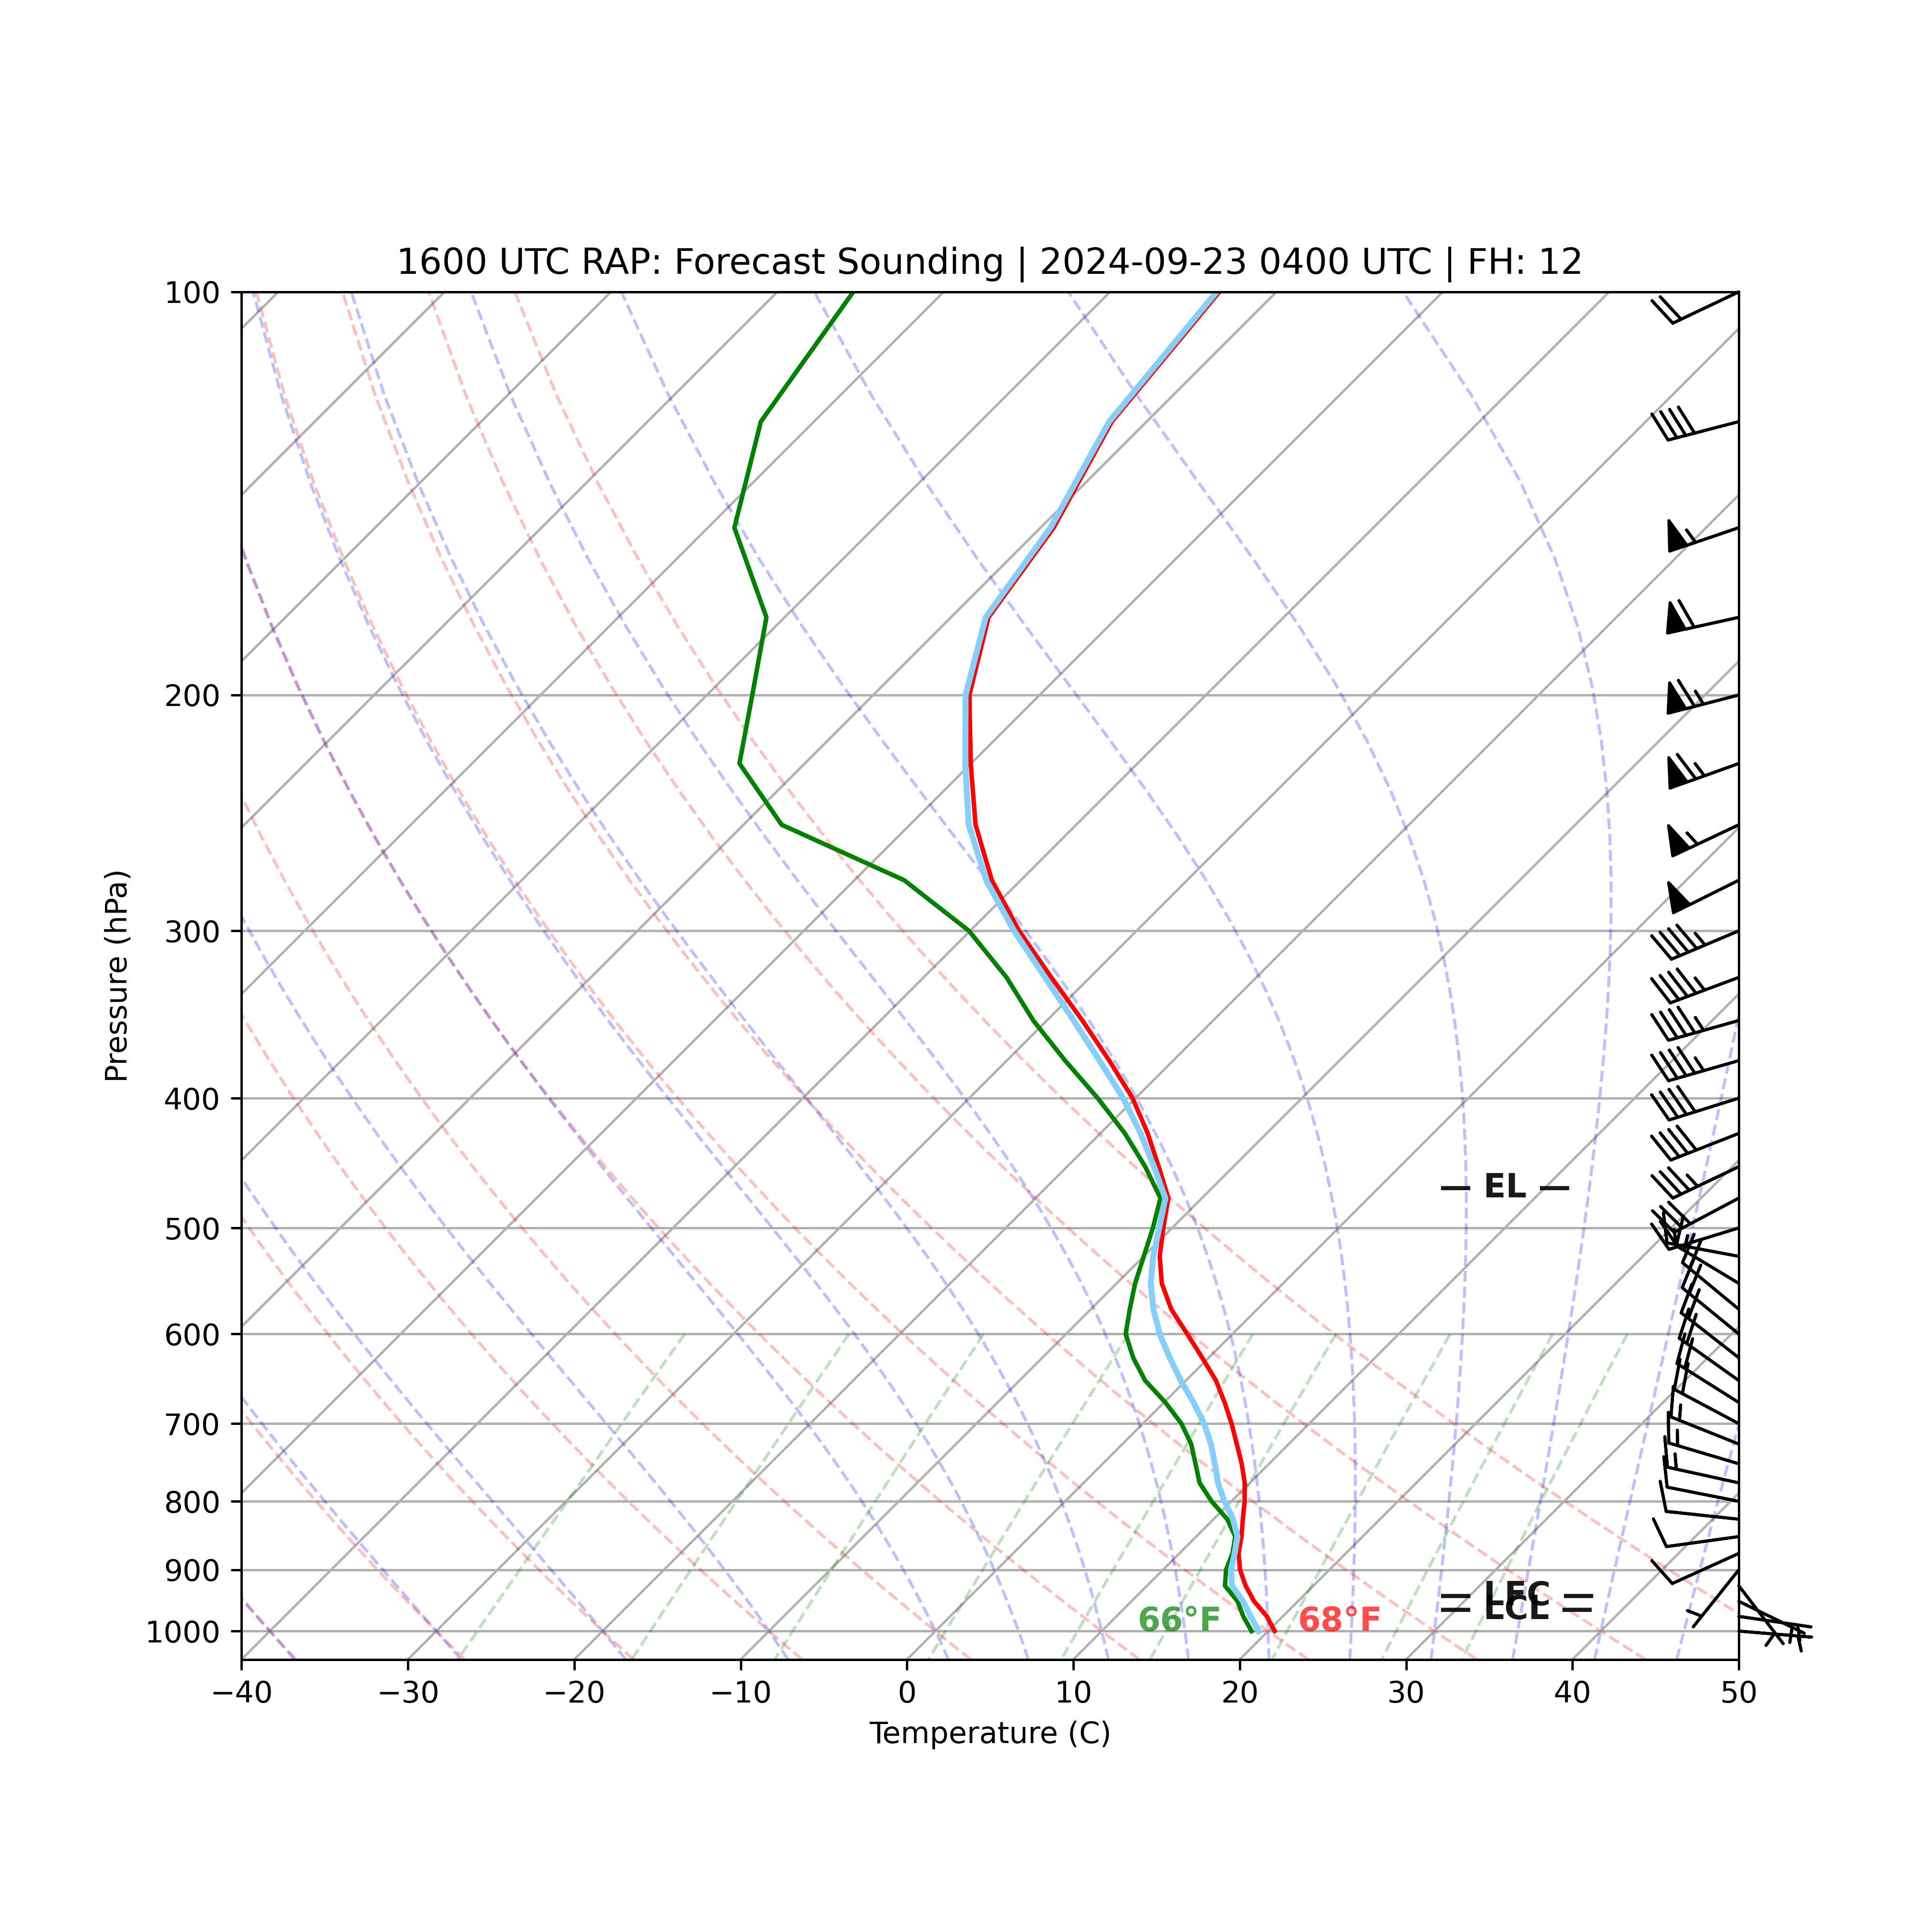 1600 UTC RAP: Forecast Sounding | 2024-09-23 0400 UTC | FH: 12
100
200
300
400
500
600
700
800
900
1000
Pressure (hPa)
— EL —
— LFC —
— LCL —
66°F 68°F
−40 −30 −20 −10 0 10 20 30 40 50
Temperature (C)